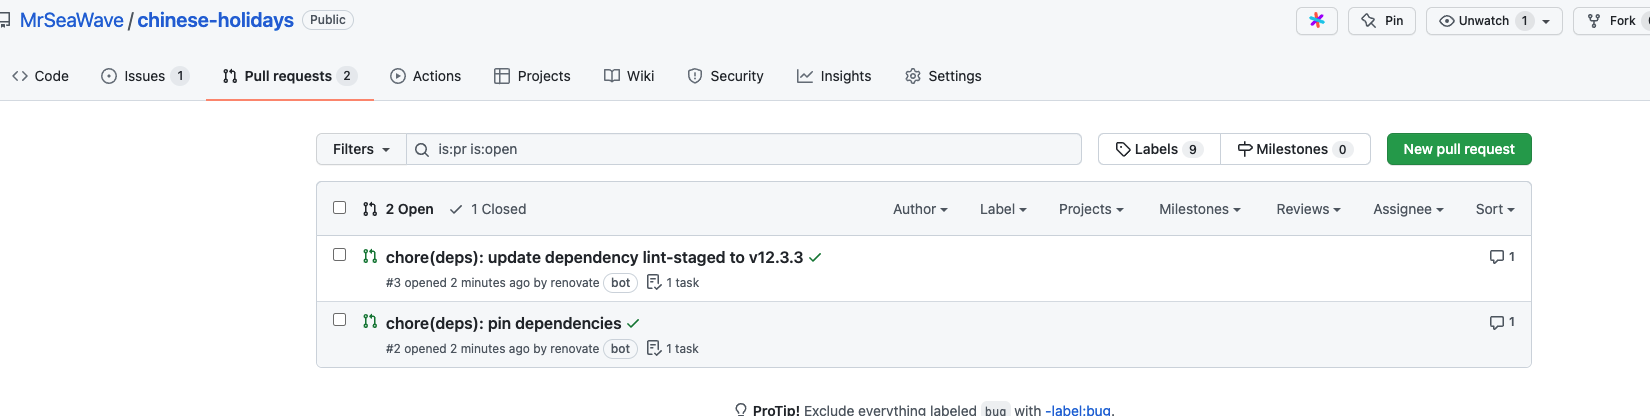 MrSeaWave / chinese-holidays Public Pin Unwatch 1 Fork
Code Issues 1 Pull requests 2 Actions Projects Wiki Security Insights Settings
Filters is:pr is:open Labels 9 Milestones 0 New pull request
2 Open 1 Closed Author Label Projects Milestones Reviews Assignee Sort
chore(deps): update dependency lint-staged to v12.3.3 1
#3 opened 2 minutes ago by renovate bot 1 task
chore(deps): pin dependencies 1
#2 opened 2 minutes ago by renovate bot 1 task
ProTip! Exclude everything labeled bug with -label:bug.